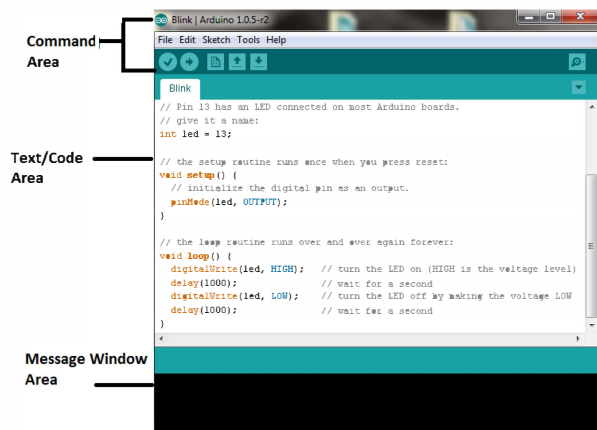 Command
Area
Blink | Arduino 1.0.5-r2
File Edit Sketch Tools Help
Blink
Text/Code
Area
// Pin 13 has an LED connected on most Arduino boards.
// give it a name:
int led = 13;
// the setup routine runs once when you press reset:
void setup() {
// initialize the digital pin as an output.
pinMode(led, OUTPUT);
}
// the loop routine runs over and over again forever:
void loop() {
digitalWrite(led, HIGH); // turn the LED on (HIGH is the voltage level)
delay(1000); // wait for a second
digitalWrite(led, LOW); // turn the LED off by making the voltage LOW
delay(1000); // wait for a second
}
Message Window
Area